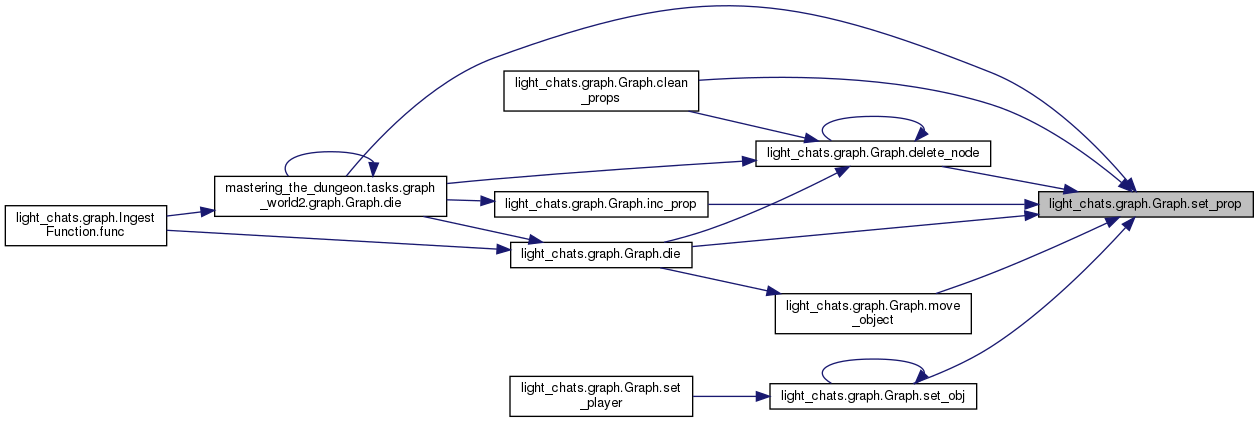 light_chats.graph.Graph.clean
_props
light_chats.graph.Graph.delete_node
mastering_the_dungeon.tasks.graph
_world2.graph.Graph.die
light_chats.graph.Graph.inc_prop
light_chats.graph.Graph.set_prop
light_chats.graph.Ingest
Function.func
light_chats.graph.Graph.die
light_chats.graph.Graph.move
_object
light_chats.graph.Graph.set
_player
light_chats.graph.Graph.set_obj